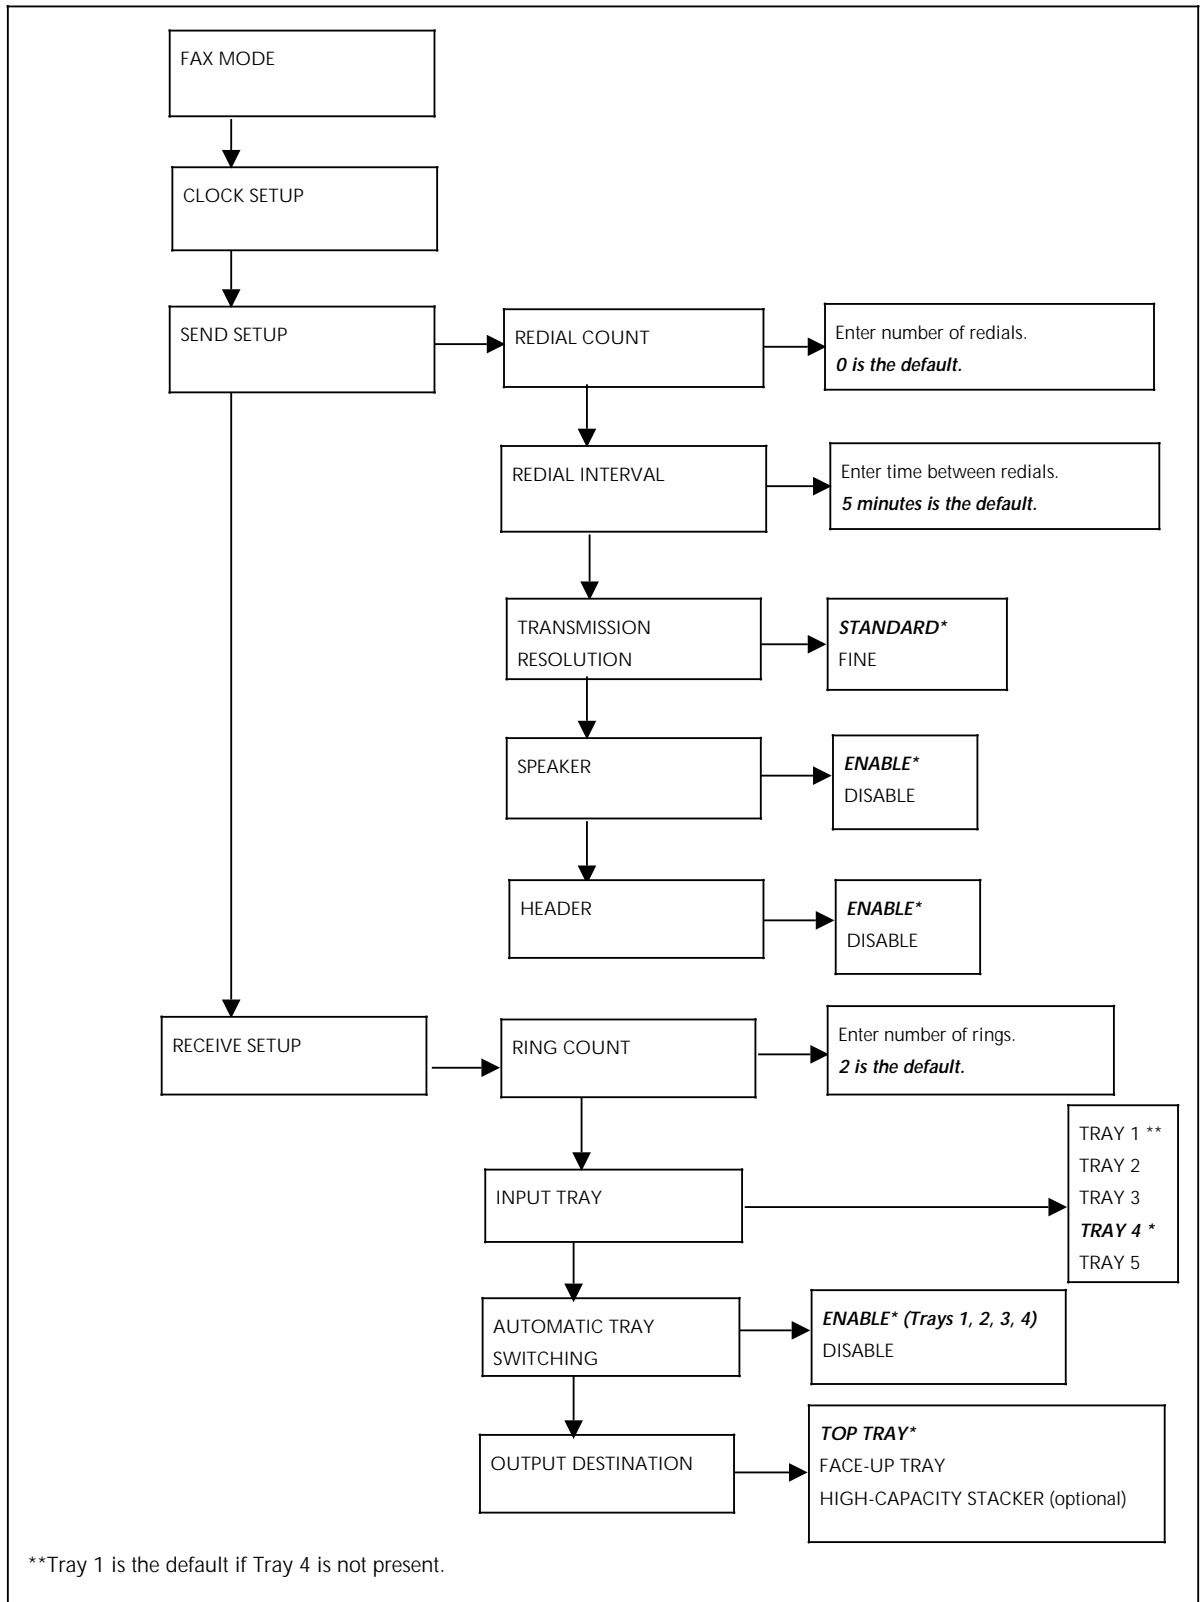 FAX MODE
CLOCK SETUP
SEND SETUP
REDIAL COUNT
Enter number of redials.
0 is the default.
REDIAL INTERVAL
Enter time between redials.
5 minutes is the default.
TRANSMISSION
RESOLUTION
STANDARD*
FINE
SPEAKER
ENABLE*
DISABLE
HEADER
ENABLE*
DISABLE
RECEIVE SETUP
RING COUNT
Enter number of rings.
2 is the default.
INPUT TRAY
TRAY 1 **
TRAY 2
TRAY 3
TRAY 4 *
TRAY 5
AUTOMATIC TRAY
SWITCHING
ENABLE* (Trays 1, 2, 3, 4)
DISABLE
OUTPUT DESTINATION
TOP TRAY*
FACE-UP TRAY
HIGH-CAPACITY STACKER (optional)
**Tray 1 is the default if Tray 4 is not present.